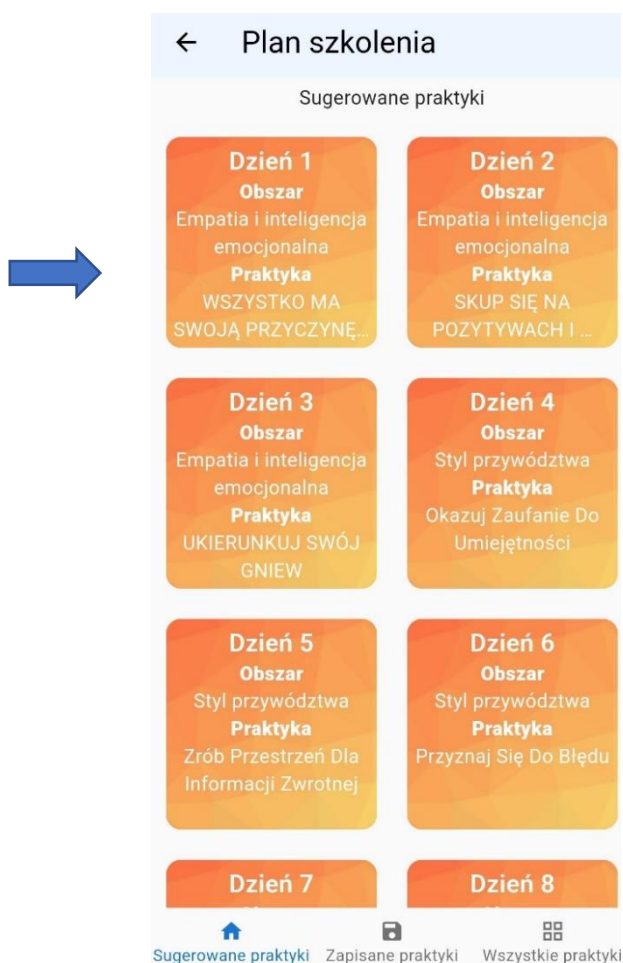 Plan szkolenia
Sugerowane praktyki
Dzień 1
Obszar
Empatia i inteligencja
emocjonalna
Praktyka
WSZYSTKO MA
SWOJĄ PRZYCZYNĘ...
Dzień 2
Obszar
Empatia i inteligencja
emocjonalna
Praktyka
SKUP SIĘ NA
POZYTYWACH I ...
Dzień 3
Obszar
Empatia i inteligencja
emocjonalna
Praktyka
UKIERUNKUJ SWÓJ
GNIEW
Dzień 4
Obszar
Styl przywództwa
Praktyka
Okazuj Zaufanie Do
Umiejętności
Dzień 5
Obszar
Styl przywództwa
Praktyka
Zrób Przestrzeń Dla
Informacji Zwrotnej
Dzień 6
Obszar
Styl przywództwa
Praktyka
Przyznaj Się Do Błędu
Dzień 7
Dzień 8
Sugerowane praktyki
Zapisane praktyki
Wszystkie praktyki